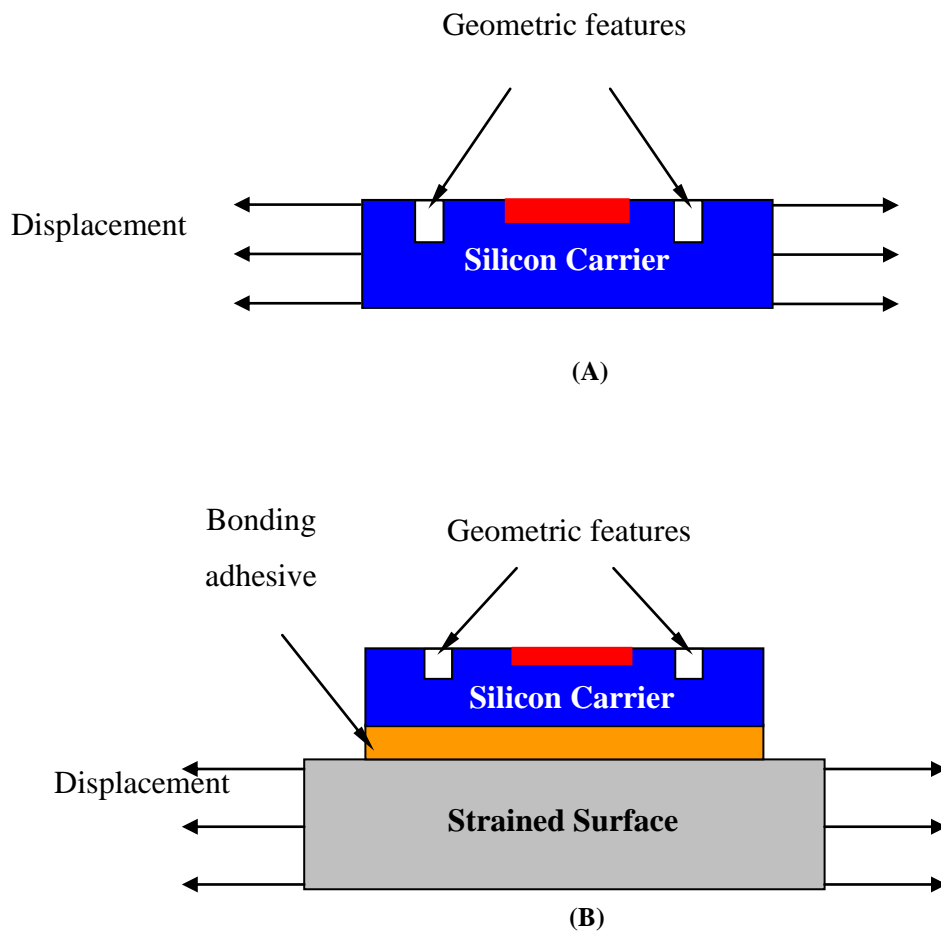 Geometric features
Displacement
Silicon Carrier
(A)
Bonding
adhesive
Geometric features
Silicon Carrier
Displacement
Strained Surface
(B)